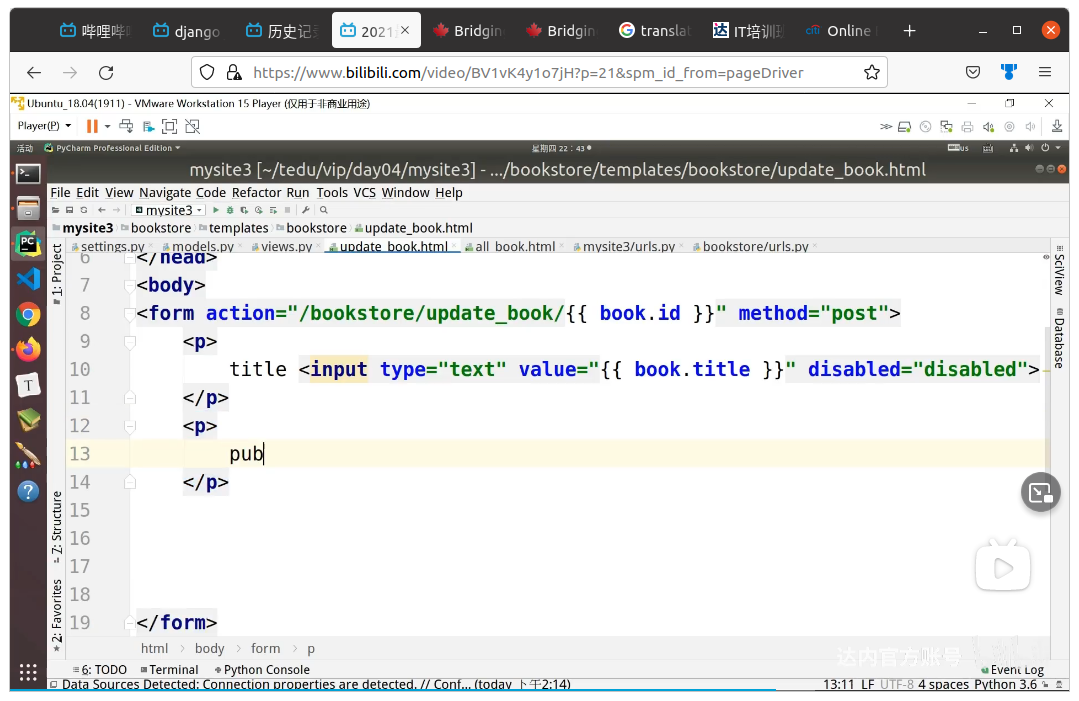 哔哩哔哩 django 历史记录 2021 × Bridgin Bridgin translat IT培训班 Online
https://www.bilibili.com/video/BV1vK4y1o7jH?p=21&spm_id_from=pageDriver
Ubuntu_18.04(1911) - VMware Workstation 15 Player (仅用于非商业用途)
Player(P)
活动 PyCharm Professional Edition 星期四 22：43
mysite3 [~/tedu/vip/day04/mysite3] - .../bookstore/templates/bookstore/update_book.html
File Edit View Navigate Code Refactor Run Tools VCS Window Help
mysite3
mysite3 bookstore templates bookstore update_book.html
settings.py models.py views.py update_book.html all_book.html mysite3/urls.py bookstore/urls.py
1: Project
SciView
Database
6 </head>
7 <body>
8 <form action="/bookstore/update_book/{{ book.id }}" method="post">
9 <p>
10 title <input type="text" value="{{ book.title }}" disabled="disabled">
11 </p>
12 <p>
13 pub
14 </p>
15
16
17
18
19 </form>
Z: Structure
2: Favorites
html body form p
达内官方账号
6: TODO Terminal Python Console Event Log
Data Sources Detected: Connection properties are detected. // Conf... (today 下午2:14) 13:11 LF UTF-8 4 spaces Python 3.6